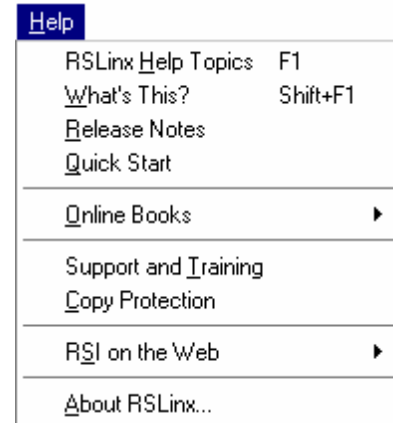 Help
RSLinx Help Topics F1
What's This? Shift+F1
Release Notes
Quick Start
Online Books
Support and Training
Copy Protection
RSI on the Web
About RSLinx...